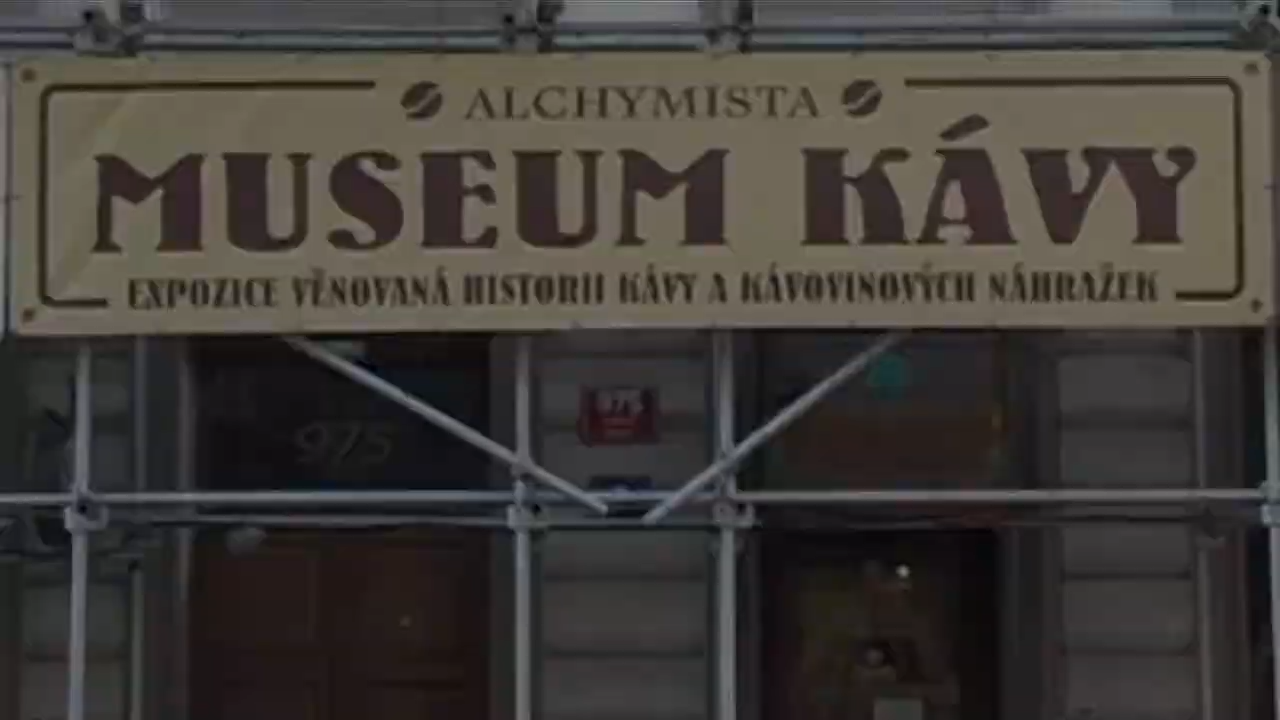 ALCHYMISTA
MUSEUM KÁVY
EXPOZICE VĚNOVANÁ HISTORII KÁVY A KÁVOVINOVÝCH NÁHRAŽEK
975